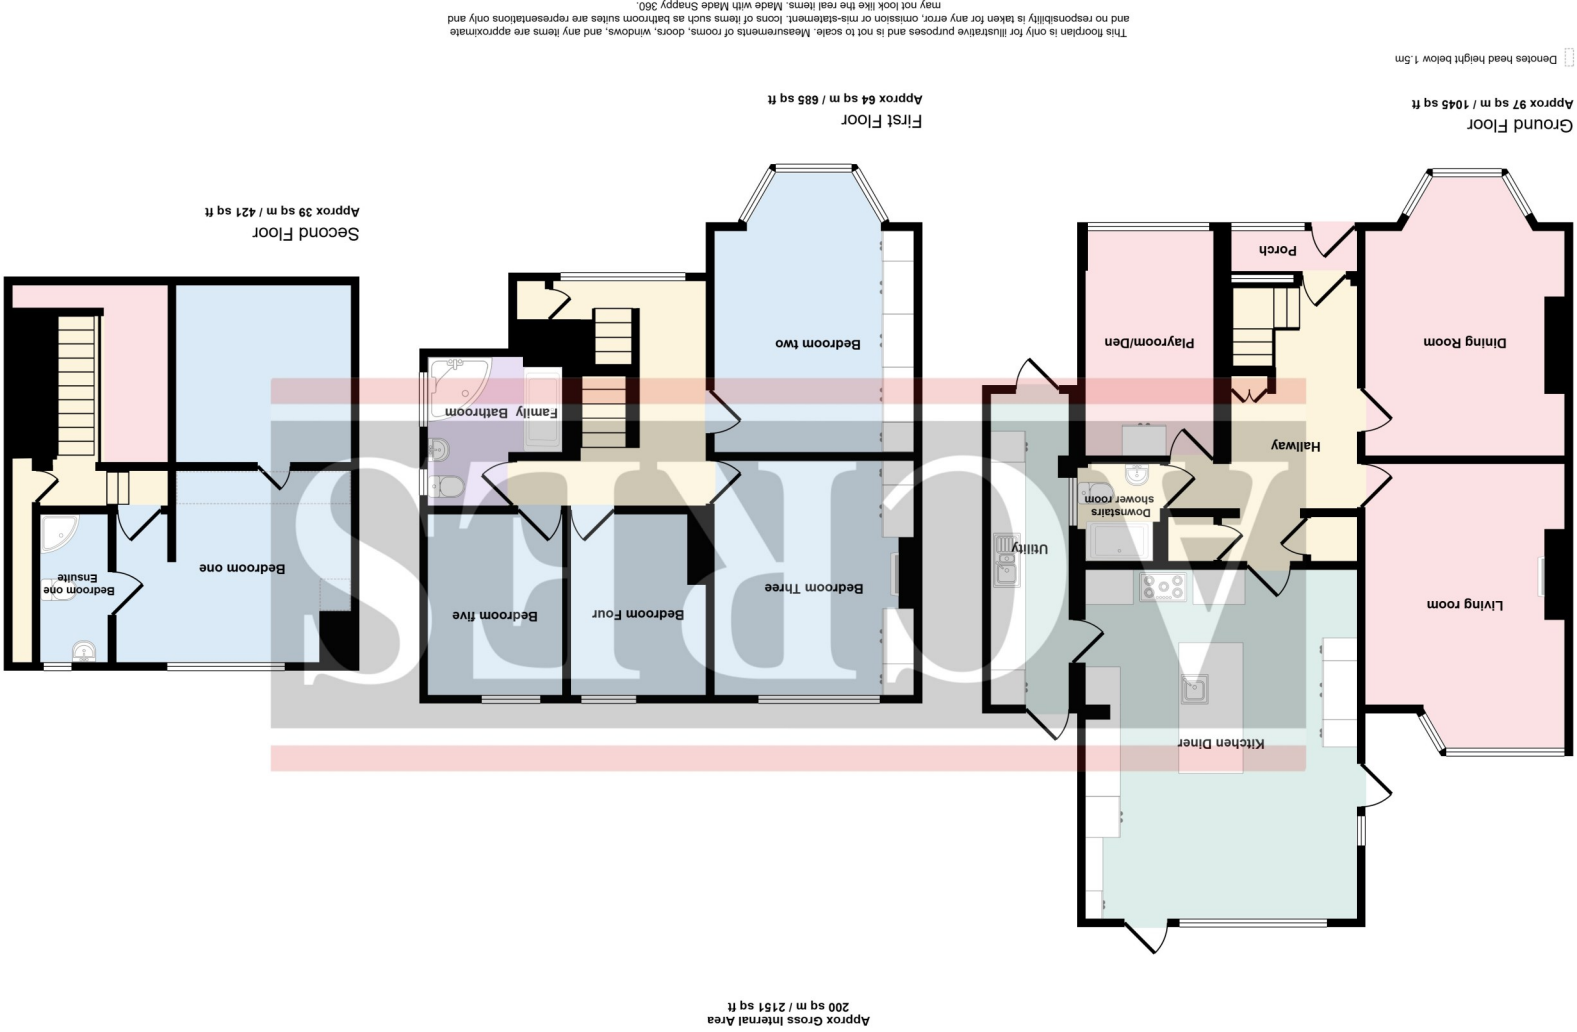 Approx Gross Internal Area
200 sq m / 2151 sq ft
Kitchen Diner
Living room
Utility
Downstairs
shower room
Hallway
Dining Room
Playroom/Den
Porch
Ground Floor
Approx 97 sq m / 1045 sq ft
Bedroom Three
Bedroom Four
Bedroom five
Family Bathroom
Bedroom two
First Floor
Approx 64 sq m / 685 sq ft
Bedroom one
Bedroom one
Ensuite
Second Floor
Approx 39 sq m / 421 sq ft
Denotes head height below 1.5m
This floorplan is only for illustrative purposes and is not to scale. Measurements of rooms, doors, windows, and any items are approximate
and no responsibility is taken for any error, omission or mis-statement. Icons of items such as bathroom suites are representations only and
may not look like the real items. Made with Made Snappy 360.
ACRES